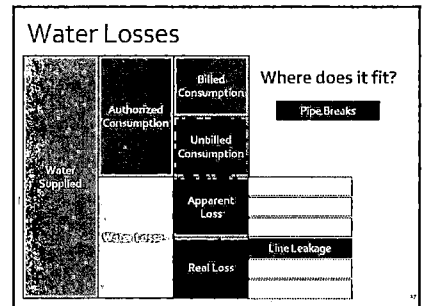 Water Losses
Billed
Consumption
Where does it fit?
Pipe Breaks
Authorized
Consumption
Unbilled
Consumption
Water
Supplied
Apparent
Loss
Water Losses
Line Leakage
Real Loss
17